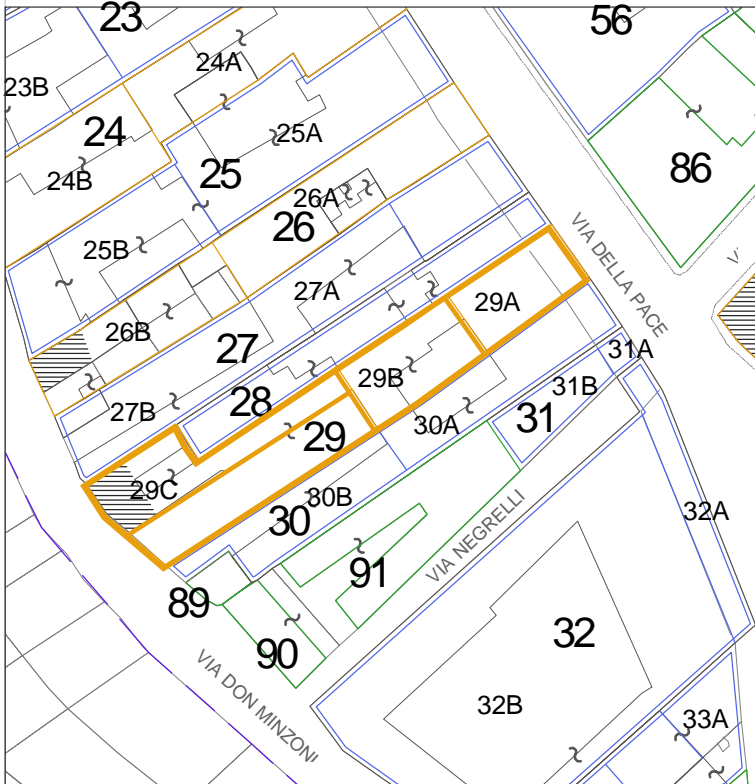 23
56
24A
23B
24
25A
86
24B
25
26A
26
25B
VIA DELLA PACE
27A
29A
26B
27
31A
29B
31B
28
27B
31
30A
29
29C
30B
30
32A
VIA NEGRELLI
91
89
32
90
VIA DON MINZONI
32B
33A